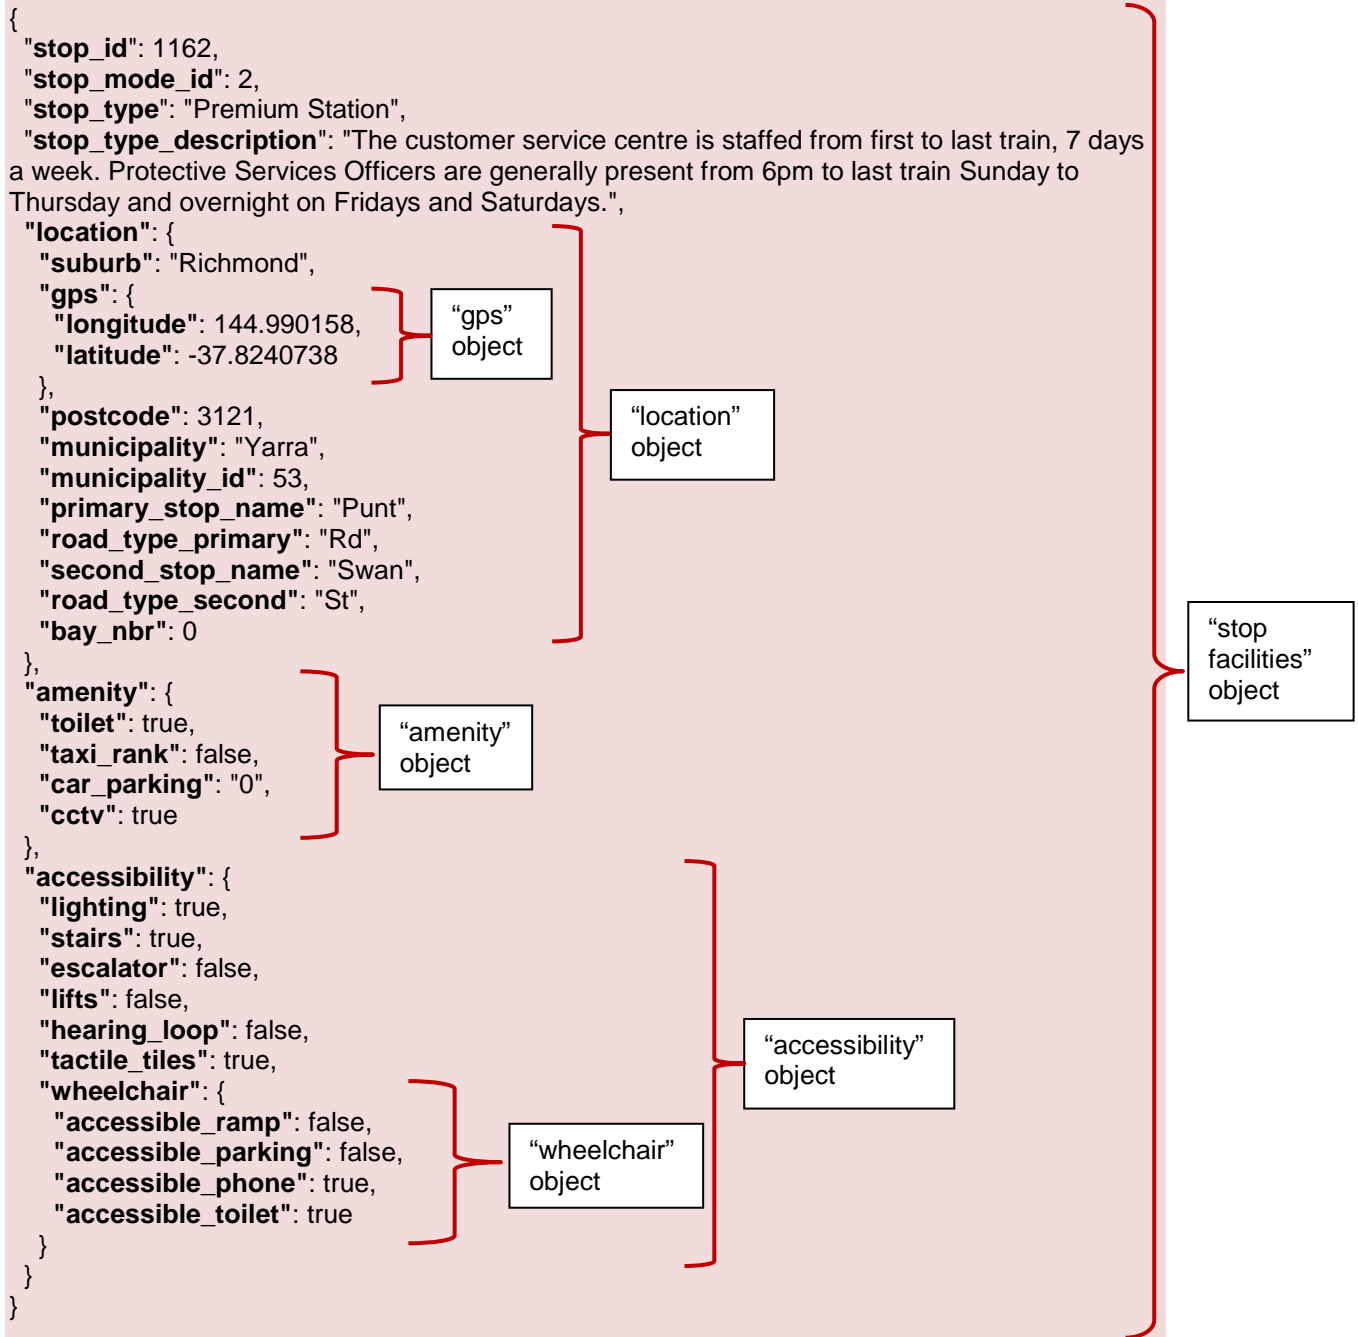 {
"stop_id": 1162,
"stop_mode_id": 2,
"stop_type": "Premium Station",
"stop_type_description": "The customer service centre is staffed from first to last train, 7 days
a week. Protective Services Officers are generally present from 6pm to last train Sunday to
Thursday and overnight on Fridays and Saturdays.",
"location": {
"suburb": "Richmond",
"gps": {
"longitude": 144.990158,
"latitude": -37.8240738
},
“gps”
object
"postcode": 3121,
"municipality": "Yarra",
"municipality_id": 53,
"primary_stop_name": "Punt",
"road_type_primary": "Rd",
"second_stop_name": "Swan",
"road_type_second": "St",
"bay_nbr": 0
},
“location”
object
"amenity": {
"toilet": true,
"taxi_rank": false,
"car_parking": "0",
"cctv": true
},
“amenity”
object
"accessibility": {
"lighting": true,
"stairs": true,
"escalator": false,
"lifts": false,
"hearing_loop": false,
"tactile_tiles": true,
"wheelchair": {
"accessible_ramp": false,
"accessible_parking": false,
"accessible_phone": true,
"accessible_toilet": true
}
}
}
“wheelchair”
object
“accessibility”
object
“stop
facilities”
object